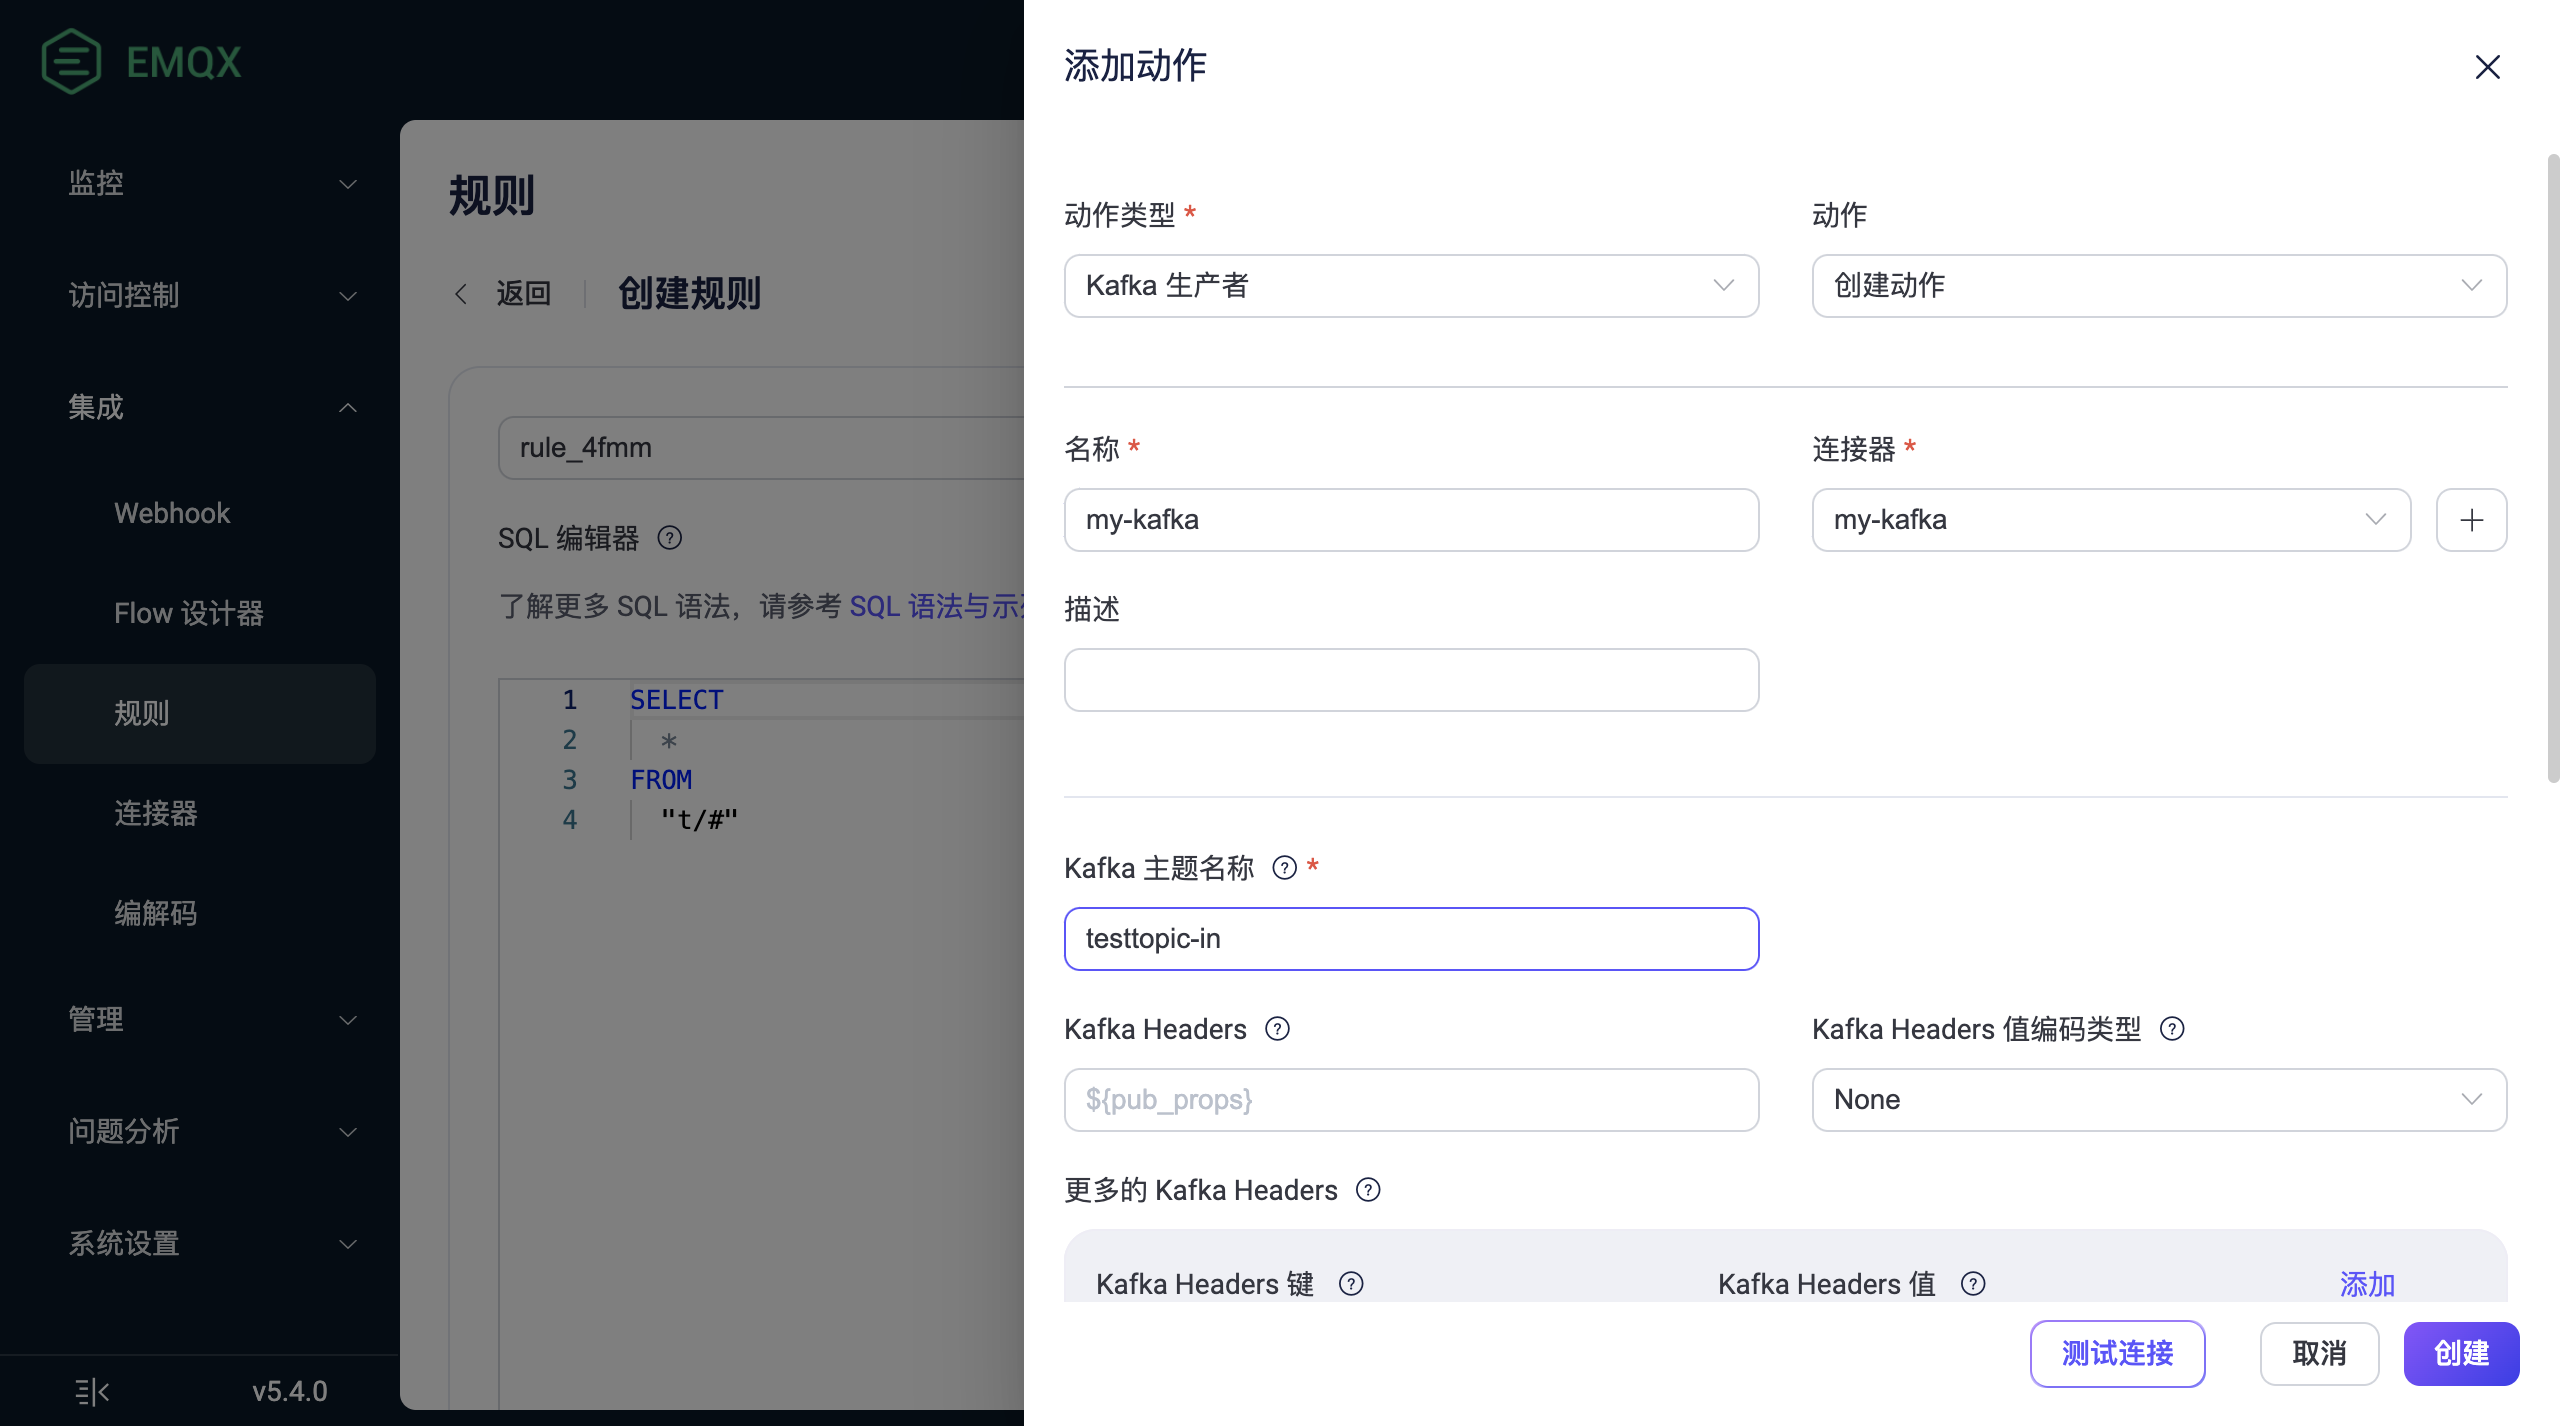 EMQX
监控
访问控制
集成
Webhook
Flow 设计器
规则
连接器
编解码
管理
问题分析
系统设置
v5.4.0
规则
返回
创建规则
rule_4fmm
SQL 编辑器
了解更多 SQL 语法，请参考 SQL 语法与示
1 SELECT
2 *
3 FROM
4 "t/#"
添加动作
动作类型 *
动作
Kafka 生产者
创建动作
名称 *
连接器 *
my-kafka
my-kafka
描述
Kafka 主题名称 *
testtopic-in
Kafka Headers
Kafka Headers 值编码类型
${pub_props}
None
更多的 Kafka Headers
Kafka Headers 键
Kafka Headers 值
添加
测试连接
取消
创建